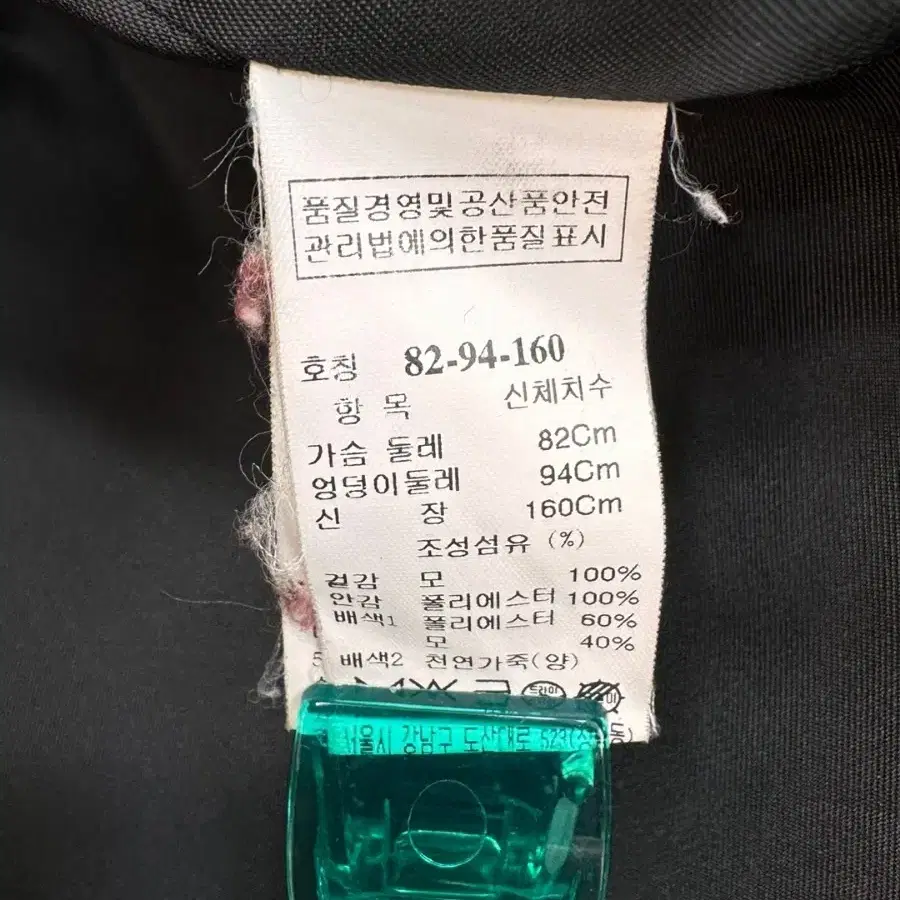 품질경영및공산품안전
관리법에의한품질표시
호칭 82-94-160
항 목 신체치수
가슴 둘레 82Cm
엉덩이둘레 94Cm
신 장 160Cm
조성섬유 (%)
겉감 모 100%
안감 폴리에스터 100%
배색1 폴리에스터 60%
모 40%
배색2 천연가죽(양)
드라이
서울시 강남구 도산대로 523